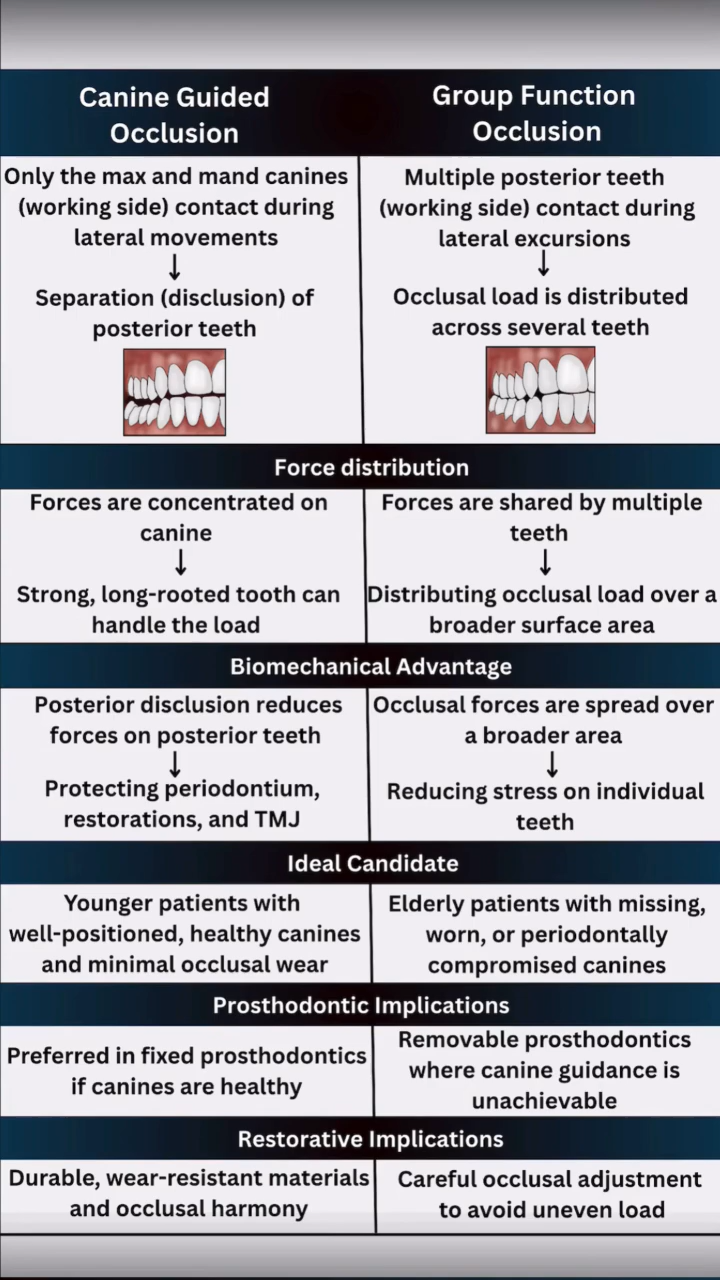 Canine Guided
Occlusion
Group Function
Occlusion
Only the max and mand canines
(working side) contact during
lateral movements
↓
Separation (disclusion) of
posterior teeth
Multiple posterior teeth
(working side) contact during
lateral excursions
↓
Occlusal load is distributed
across several teeth
Force distribution
Forces are concentrated on
canine
↓
Strong, long-rooted tooth can
handle the load
Forces are shared by multiple
teeth
↓
Distributing occlusal load over a
broader surface area
Biomechanical Advantage
Posterior disclusion reduces
forces on posterior teeth
↓
Protecting periodontium,
restorations, and TMJ
Occlusal forces are spread over
a broader area
↓
Reducing stress on individual
teeth
Ideal Candidate
Younger patients with
well-positioned, healthy canines
and minimal occlusal wear
Elderly patients with missing,
worn, or periodontally
compromised canines
Prosthodontic Implications
Preferred in fixed prosthodontics
if canines are healthy
Removable prosthodontics
where canine guidance is
unachievable
Restorative Implications
Durable, wear-resistant materials
and occlusal harmony
Careful occlusal adjustment
to avoid uneven load